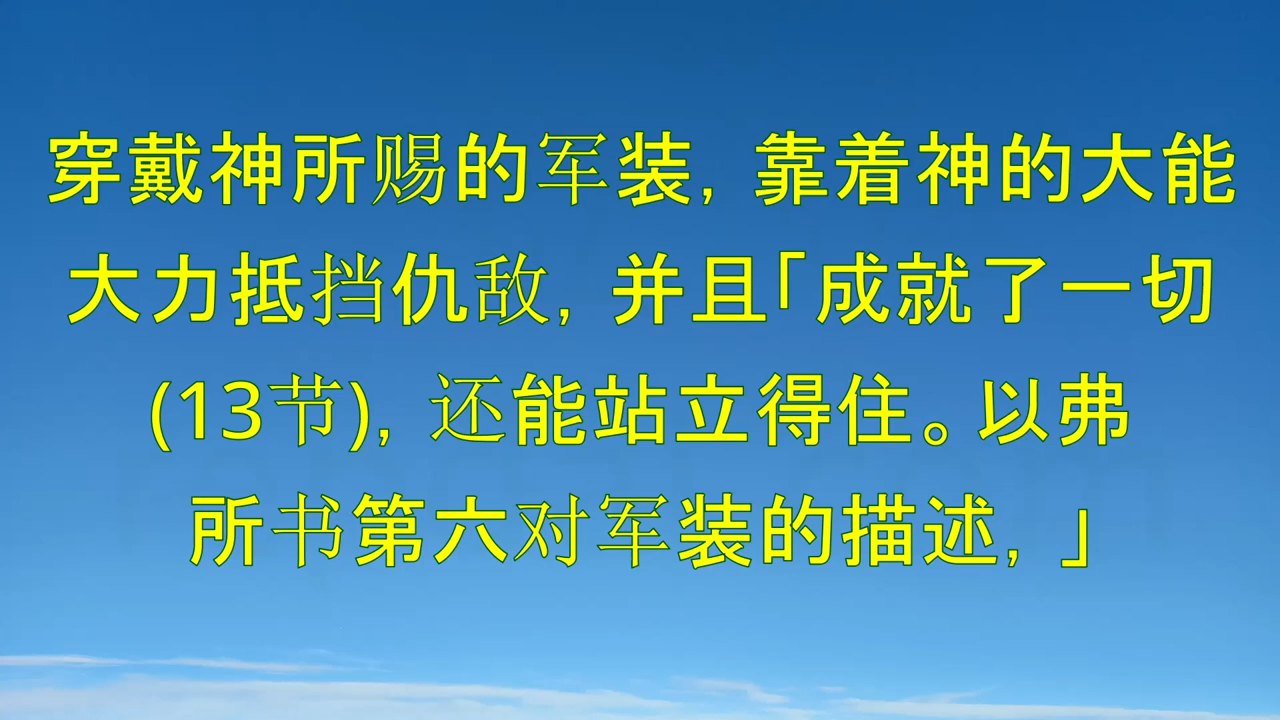 穿戴神所赐的军装，靠着神的大能
大力抵挡仇敌，并且「成就了一切
(13节)，还能站立得住。以弗
所书第六对军装的描述，」